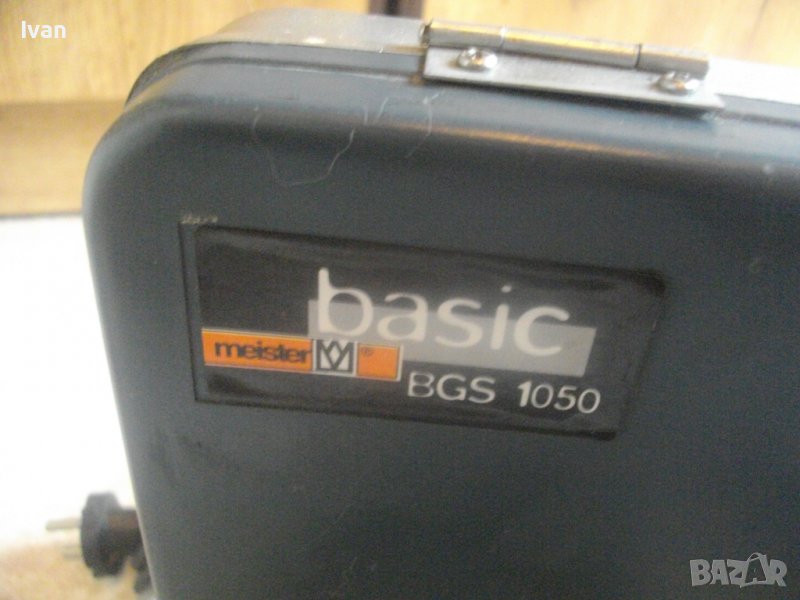 Ivan
basic
meister ®
BGS 1050
BAZAR